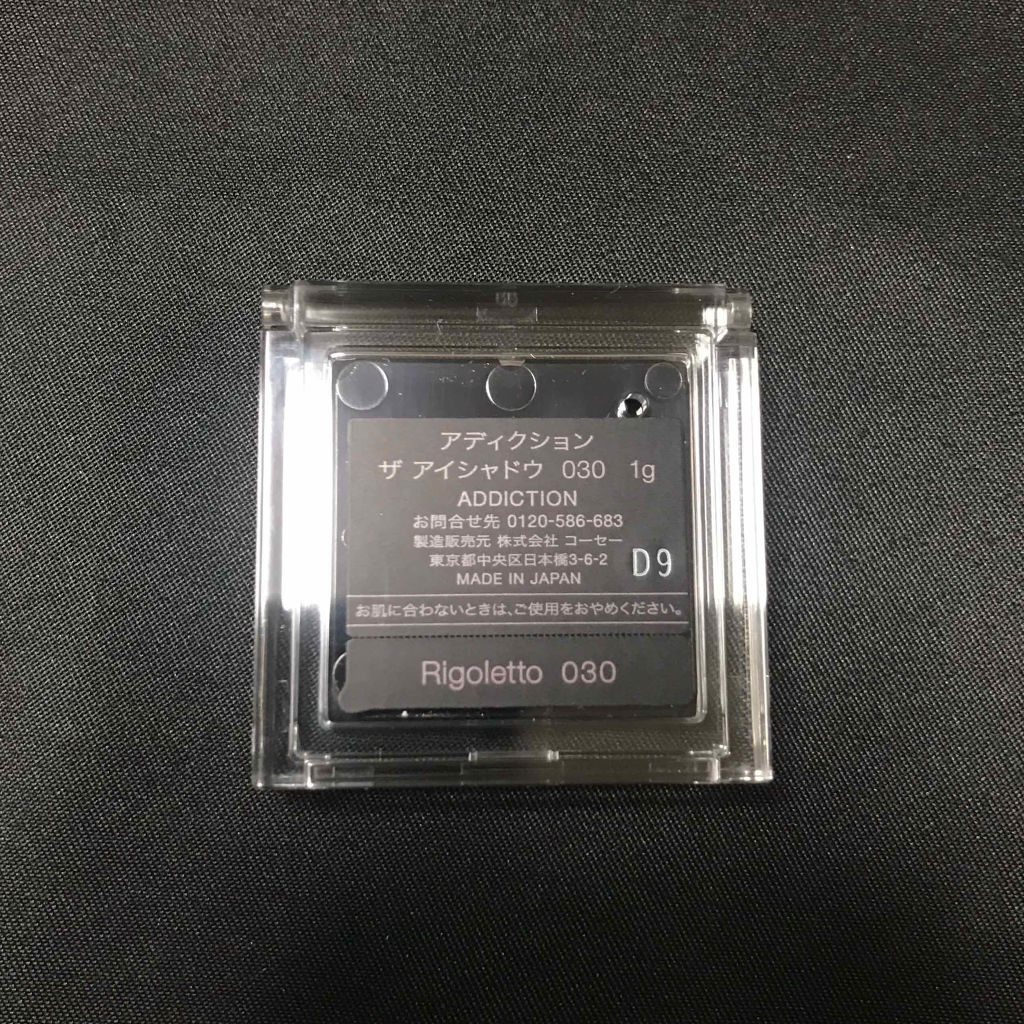 アディクション
ザ アイシャドウ 030 1g
ADDICTION
お問合せ先 0120-586-683
製造販売元 株式会社 コーセー
東京都中央区日本橋3-6-2
MADE IN JAPAN
D9
お肌に合わないときは、ご使用をおやめください。
Rigoletto 030